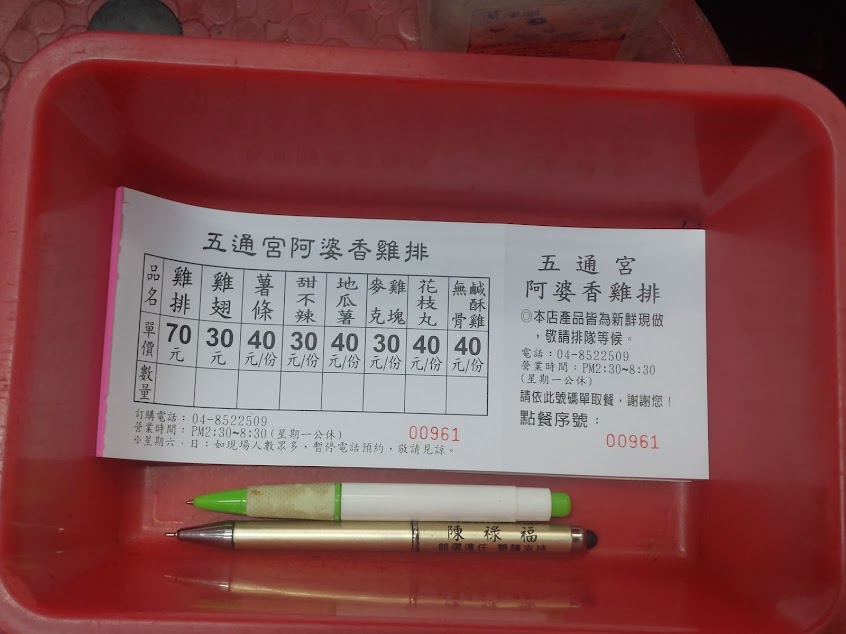 五通宮阿婆香雞排
品名 雞排 雞翅 薯條 甜不辣 地瓜薯 麥克雞塊 花枝丸 無骨鹹酥雞
單價 70元 30元 40元/份 30元/份 40元/份 30元/份 40元/份 40元/份
數量
訂購電話：04-8522509
營業時間：PM2:30~8:30(星期一公休)
00961
※星期六、日：如現場人數眾多，暫停電話預約，敬請見諒。
五通宮
阿婆香雞排
◎本店產品皆為新鮮現做
，敬請排隊等候。
電話：04-8522509
營業時間：PM2:30~8:30
(星期一公休)
請依此號碼單取餐，謝謝您！
點餐序號：
00961
陳祿福
懇請支持